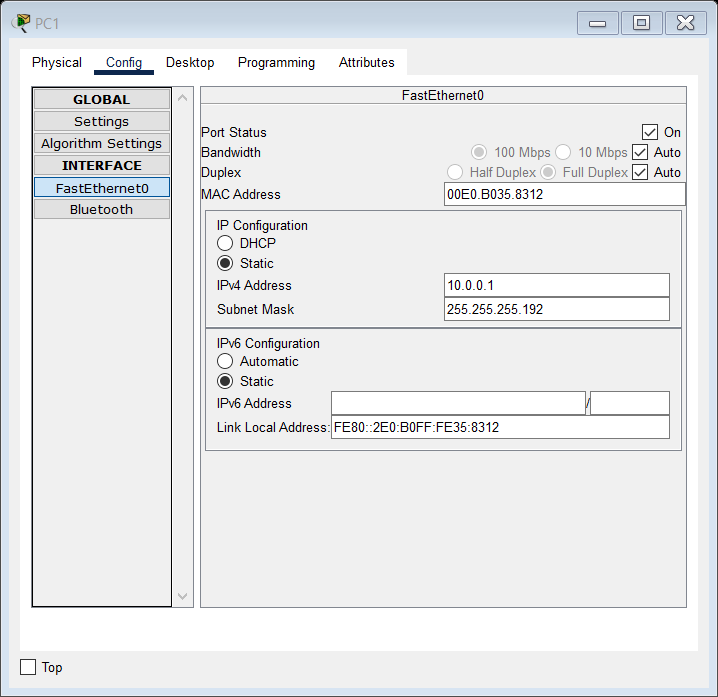 PC1
Physical Config Desktop Programming Attributes
GLOBAL
Settings
Algorithm Settings
INTERFACE
FastEthernet0
Bluetooth
FastEthernet0
Port Status On
Bandwidth 100 Mbps 10 Mbps Auto
Duplex Half Duplex Full Duplex Auto
MAC Address 00E0.B035.8312
IP Configuration
DHCP
Static
IPv4 Address 10.0.0.1
Subnet Mask 255.255.255.192
IPv6 Configuration
Automatic
Static
IPv6 Address /
Link Local Address: FE80::2E0:B0FF:FE35:8312
Top